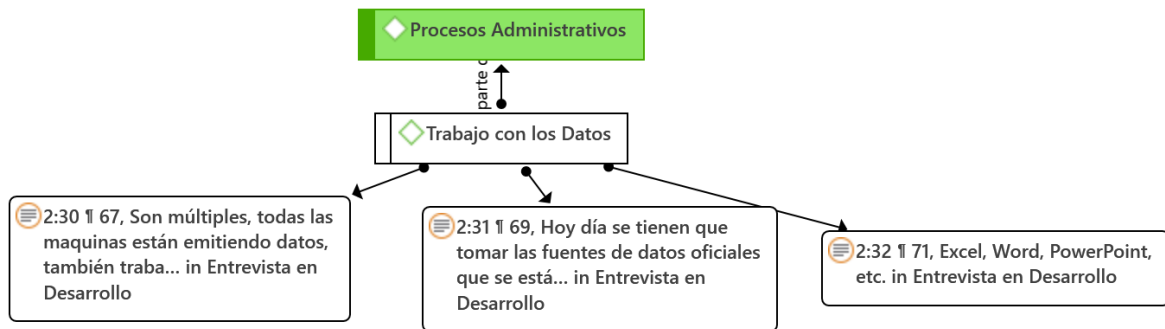 Procesos Administrativos
parte
Trabajo con los Datos
2:30 ¶ 67, Son múltiples, todas las
maquinas están emitiendo datos,
también traba... in Entrevista en
Desarrollo
2:31 ¶ 69, Hoy día se tienen que
tomar las fuentes de datos oficiales
que se está... in Entrevista en
Desarrollo
2:32 ¶ 71, Excel, Word, PowerPoint,
etc. in Entrevista en Desarrollo